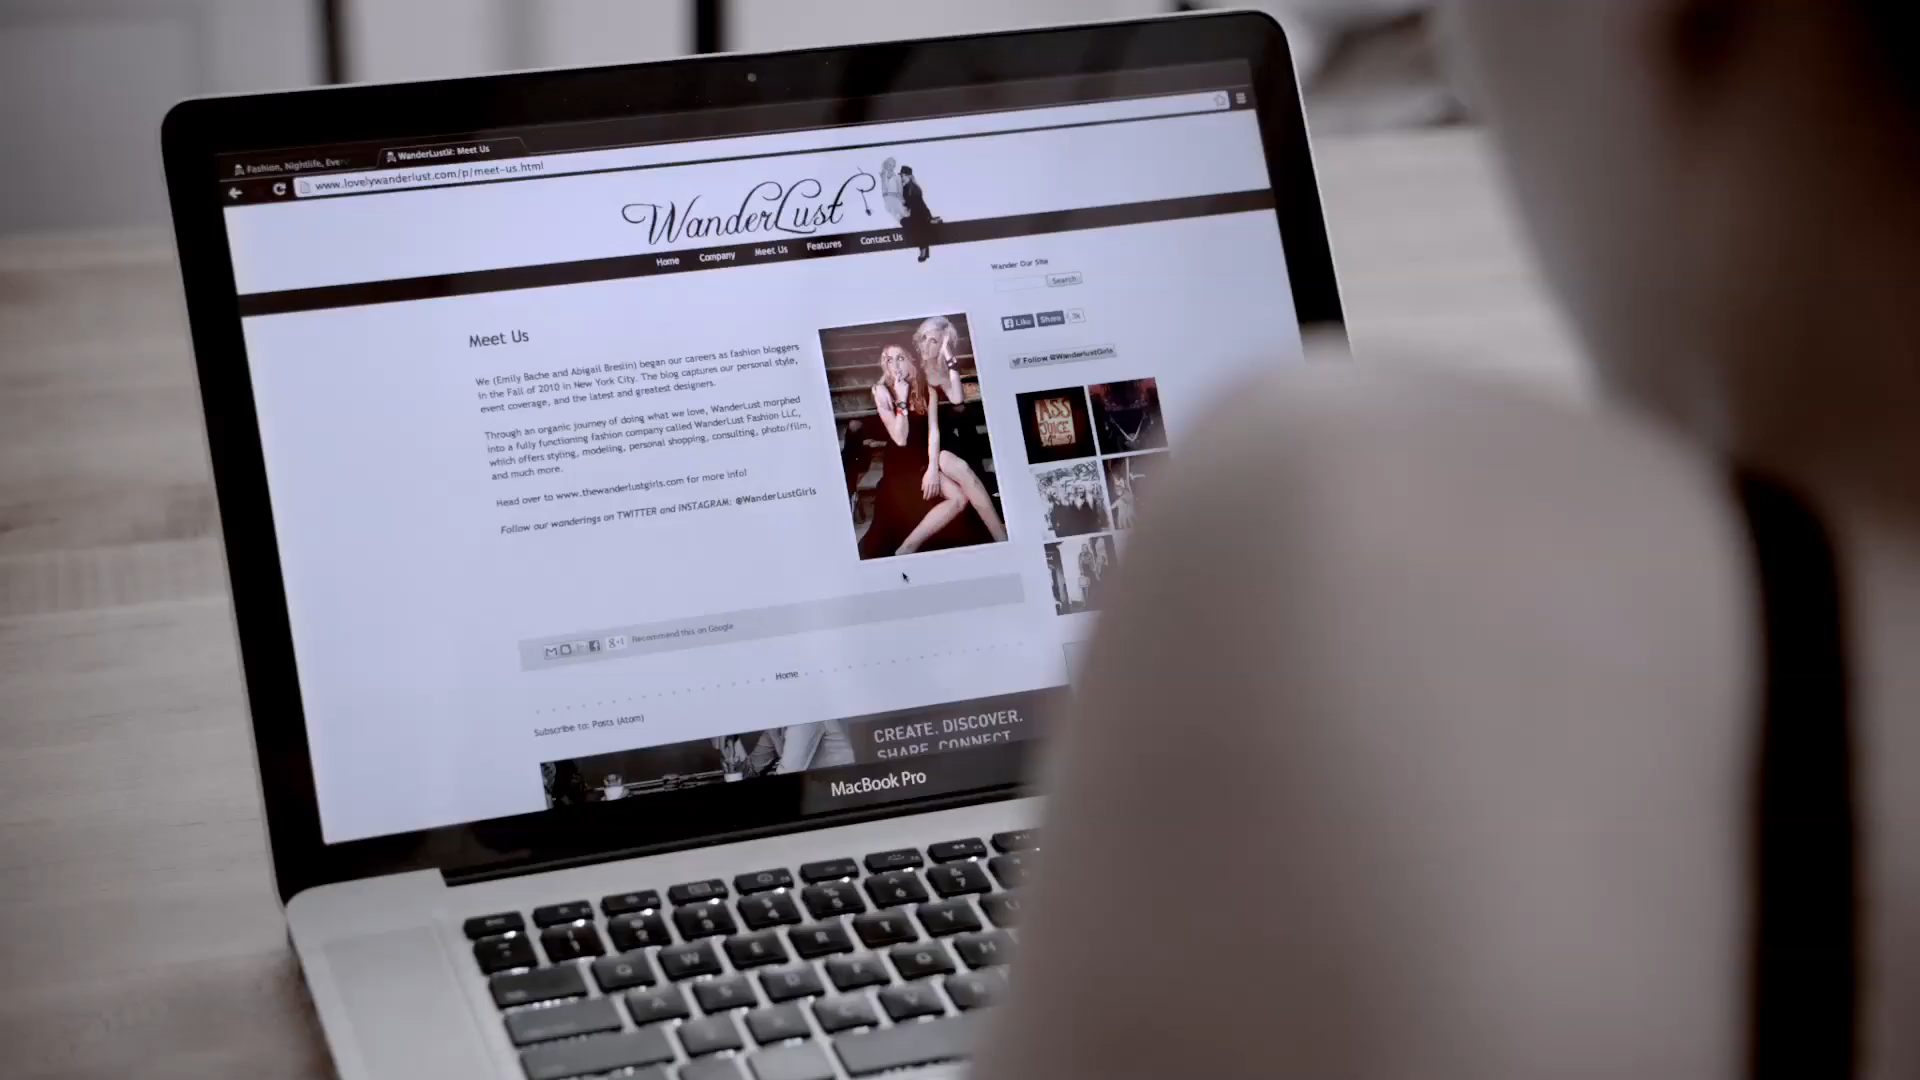 Fashion, Nightlife, Eve
WanderLust®: Meet Us
www.lovelywanderlust.com/p/meet-us.html
WanderLust
Home Company Meet Us Features Contact Us
Wander Our Site
Search
Like Share
Follow @WanderlustGirls
Meet Us
We (Emily Bache and Abigail Breslin) began our careers as fashion bloggers
in the Fall of 2010 in New York City. The blog captures our personal style,
event coverage, and the latest and greatest designers.
Through an organic journey of doing what we love, WanderLust morphed
into a fully functioning fashion company called WanderLust Fashion LLC,
which offers styling, modeling, personal shopping, consulting, photo/film,
and much more.
Head over to www.thewanderlustgirls.com for more info!
Follow our wanderings on TWITTER and INSTAGRAM: @WanderLustGirls
ASS
JUICE
Recommend this on Google
Home
Subscribe to: Posts (Atom)
CREATE. DISCOVER.
SHARE. CONNECT.
MacBook Pro